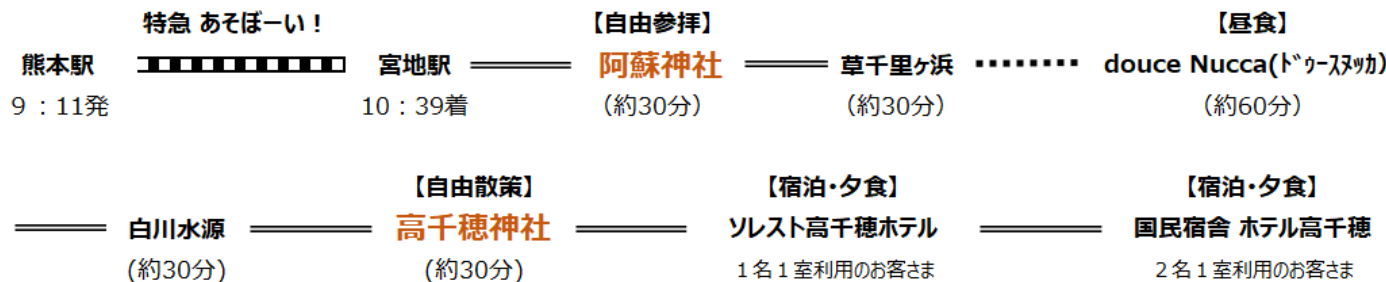 特急 あそぼーい！ 【自由参拝】 【昼食】
熊本駅 宮地駅 阿蘇神社 草千里ヶ浜 douce Nucca(ﾄﾞｩｰｽﾇｯｶ)
9：11発 10：39着 （約30分） （約30分） （約60分）
【自由散策】 【宿泊・夕食】 【宿泊・夕食】
白川水源 高千穂神社 ソレスト高千穂ホテル 国民宿舎 ホテル高千穂
(約30分) (約30分) 1名1室利用のお客さま 2名1室利用のお客さま